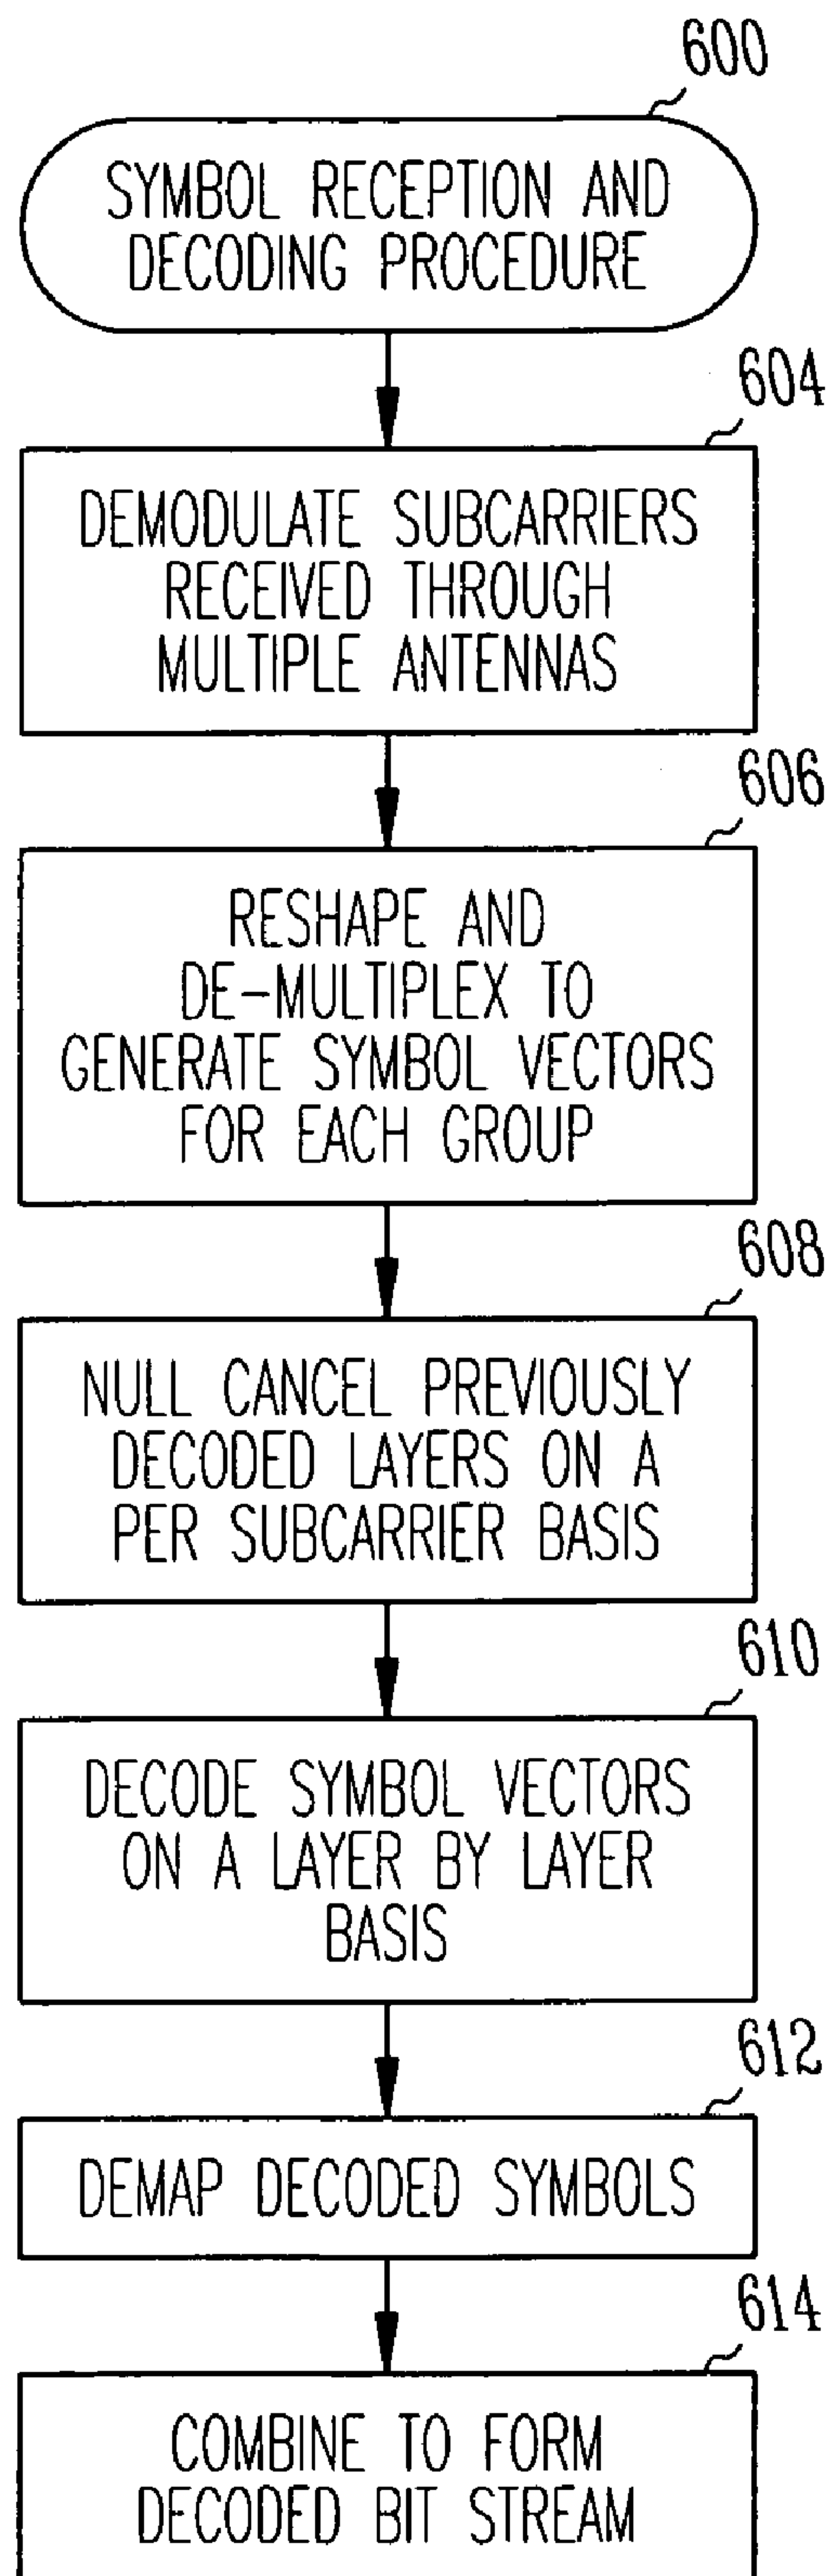 600
SYMBOL RECEPTION AND
DECODING PROCEDURE
604
DEMODULATE SUBCARRIERS
RECEIVED THROUGH
MULTIPLE ANTENNAS
606
RESHAPE AND
DE-MULTIPLEX TO
GENERATE SYMBOL VECTORS
FOR EACH GROUP
608
NULL CANCEL PREVIOUSLY
DECODED LAYERS ON A
PER SUBCARRIER BASIS
610
DECODE SYMBOL VECTORS
ON A LAYER BY LAYER
BASIS
612
DEMAP DECODED SYMBOLS
614
COMBINE TO FORM
DECODED BIT STREAM